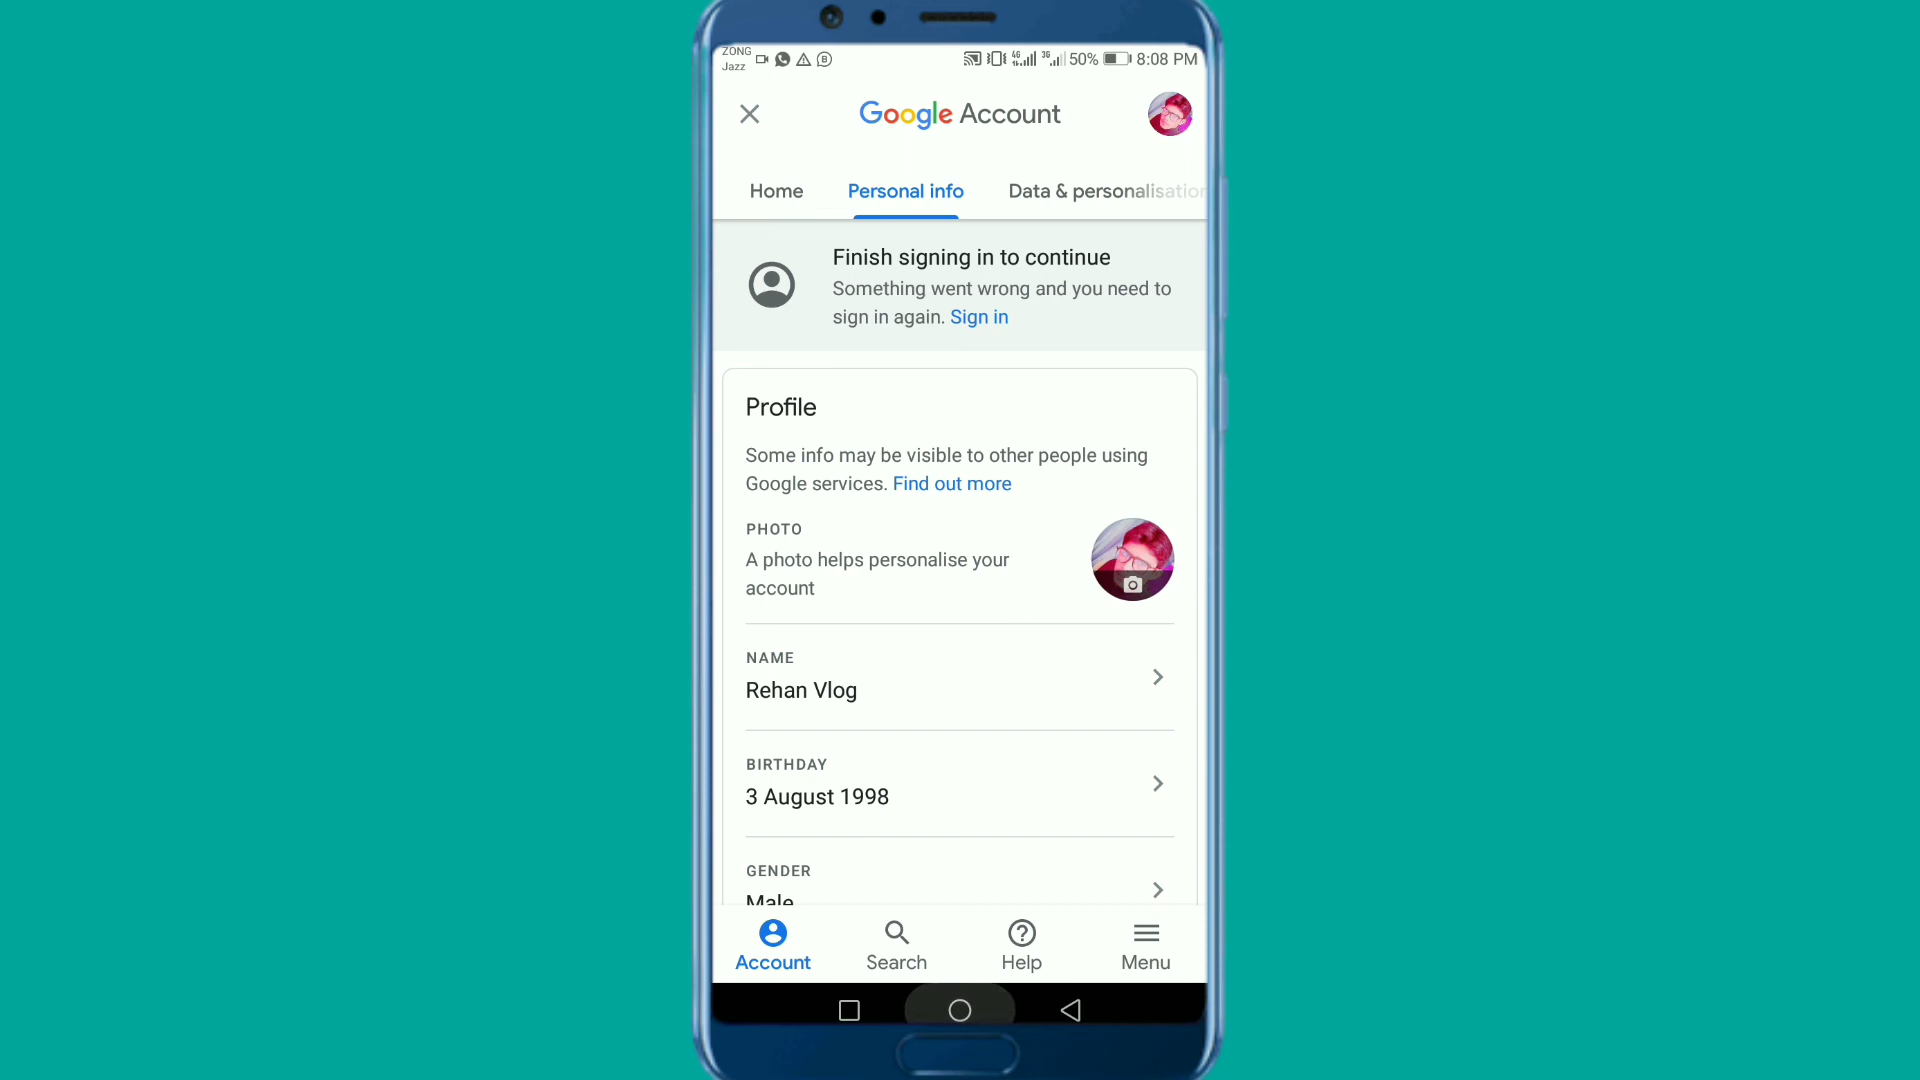 ZONG
Jazz
4G
3G
50%
8:08 PM
Google Account
Home
Personal info
Data & personalisation
Finish signing in to continue
Something went wrong and you need to
sign in again. Sign in
Profile
Some info may be visible to other people using
Google services. Find out more
PHOTO
A photo helps personalise your
account
NAME
Rehan Vlog
BIRTHDAY
3 August 1998
GENDER
Male
Account
Search
Help
Menu